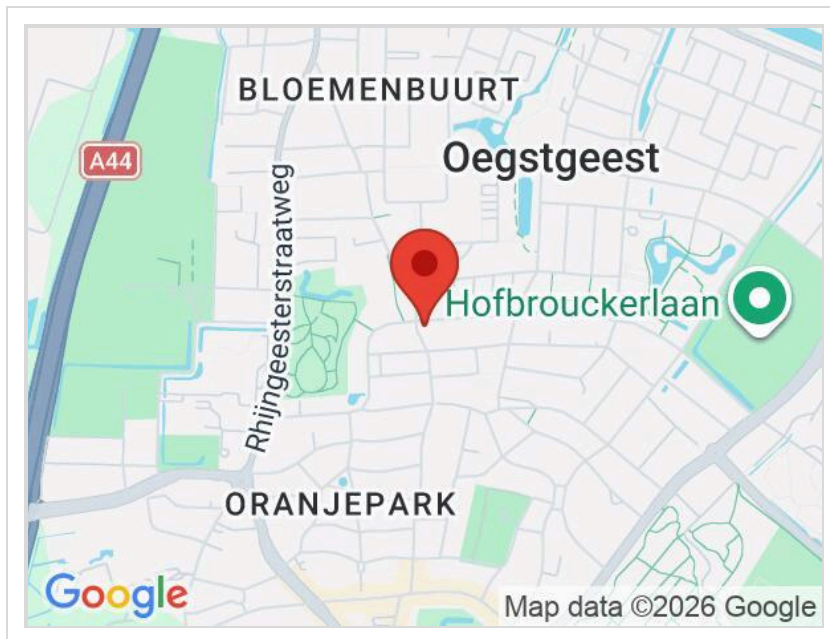 BLOEMENBUURT
A44
Oegstgeest
Rhijngeesterstraatweg
Hofbrouckerlaan
ORANJEPARK
Google
Map data ©2026 Google